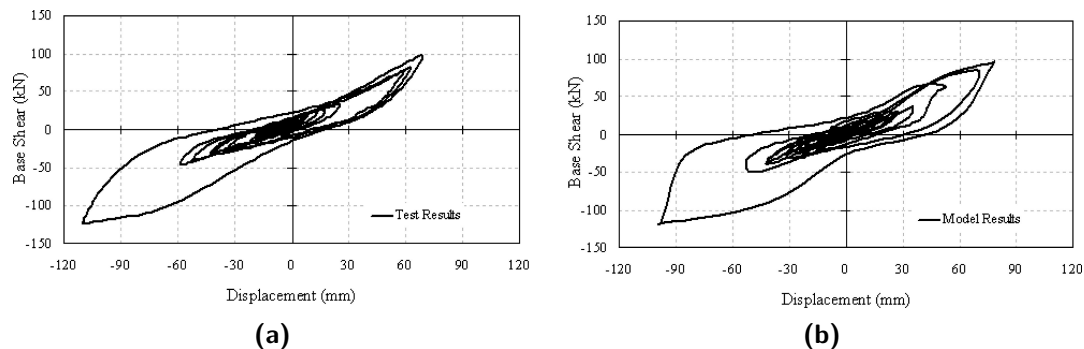 150
100
50
0
-50
-100
-150
-120 -90 -60 -30 0 30 60 90 120
Base Shear (kN)
Displacement (mm)
Test Results
(a)
150
100
50
0
-50
-100
-150
-120 -90 -60 -30 0 30 60 90 120
Base Shear (kN)
Displacement (mm)
Model Results
(b)